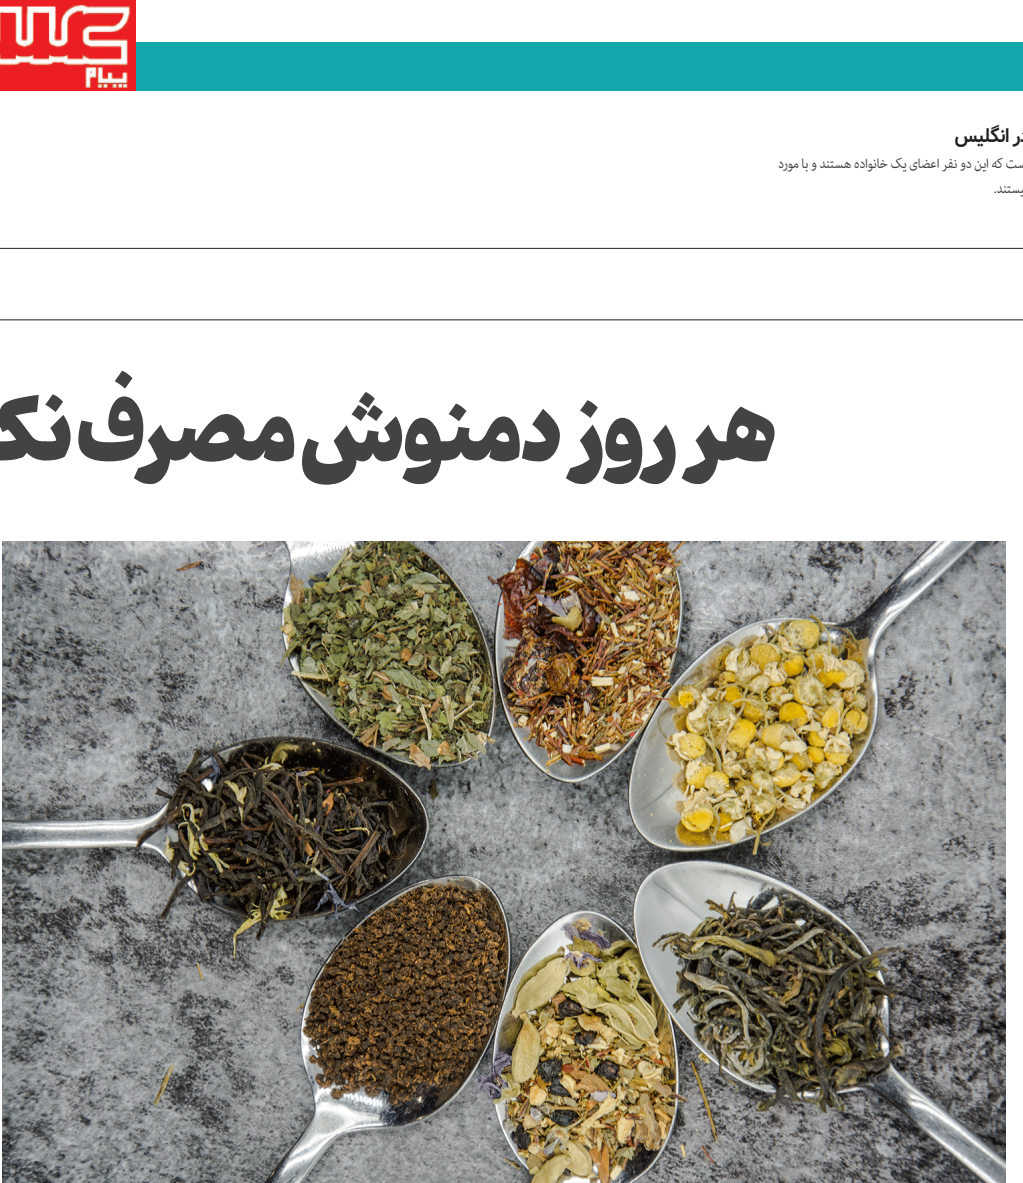 پیام
در انگلیس
ست که این دو نفر اعضای یک خانواده هستند و با مورد
یستند.
هر روز دمنوش مصرف نک